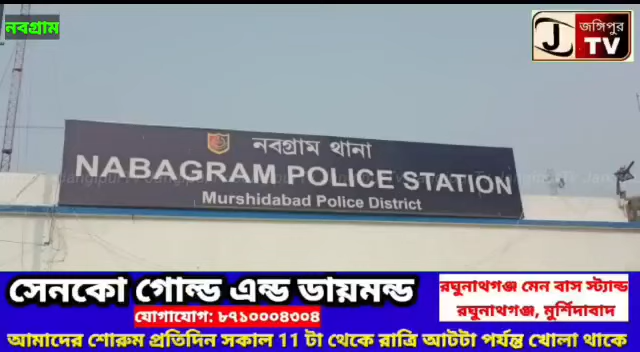 নবগ্রাম
J
জঙ্গিপুর
TV
নবগ্রাম থানা
NABAGRAM POLICE STATION
Murshidabad Police District
সেনকো গোল্ড এন্ড ডায়মন্ড
যোগাযোগ: ৮৭১০০০৪৩০৪
রঘুনাথগঞ্জ মেন বাস স্ট্যান্ড
রঘুনাথগঞ্জ, মুর্শিদাবাদ
আমাদের শোরুম প্রতিদিন সকাল 11 টা থেকে রাত্রি আটটা পর্যন্ত খোলা থাকে